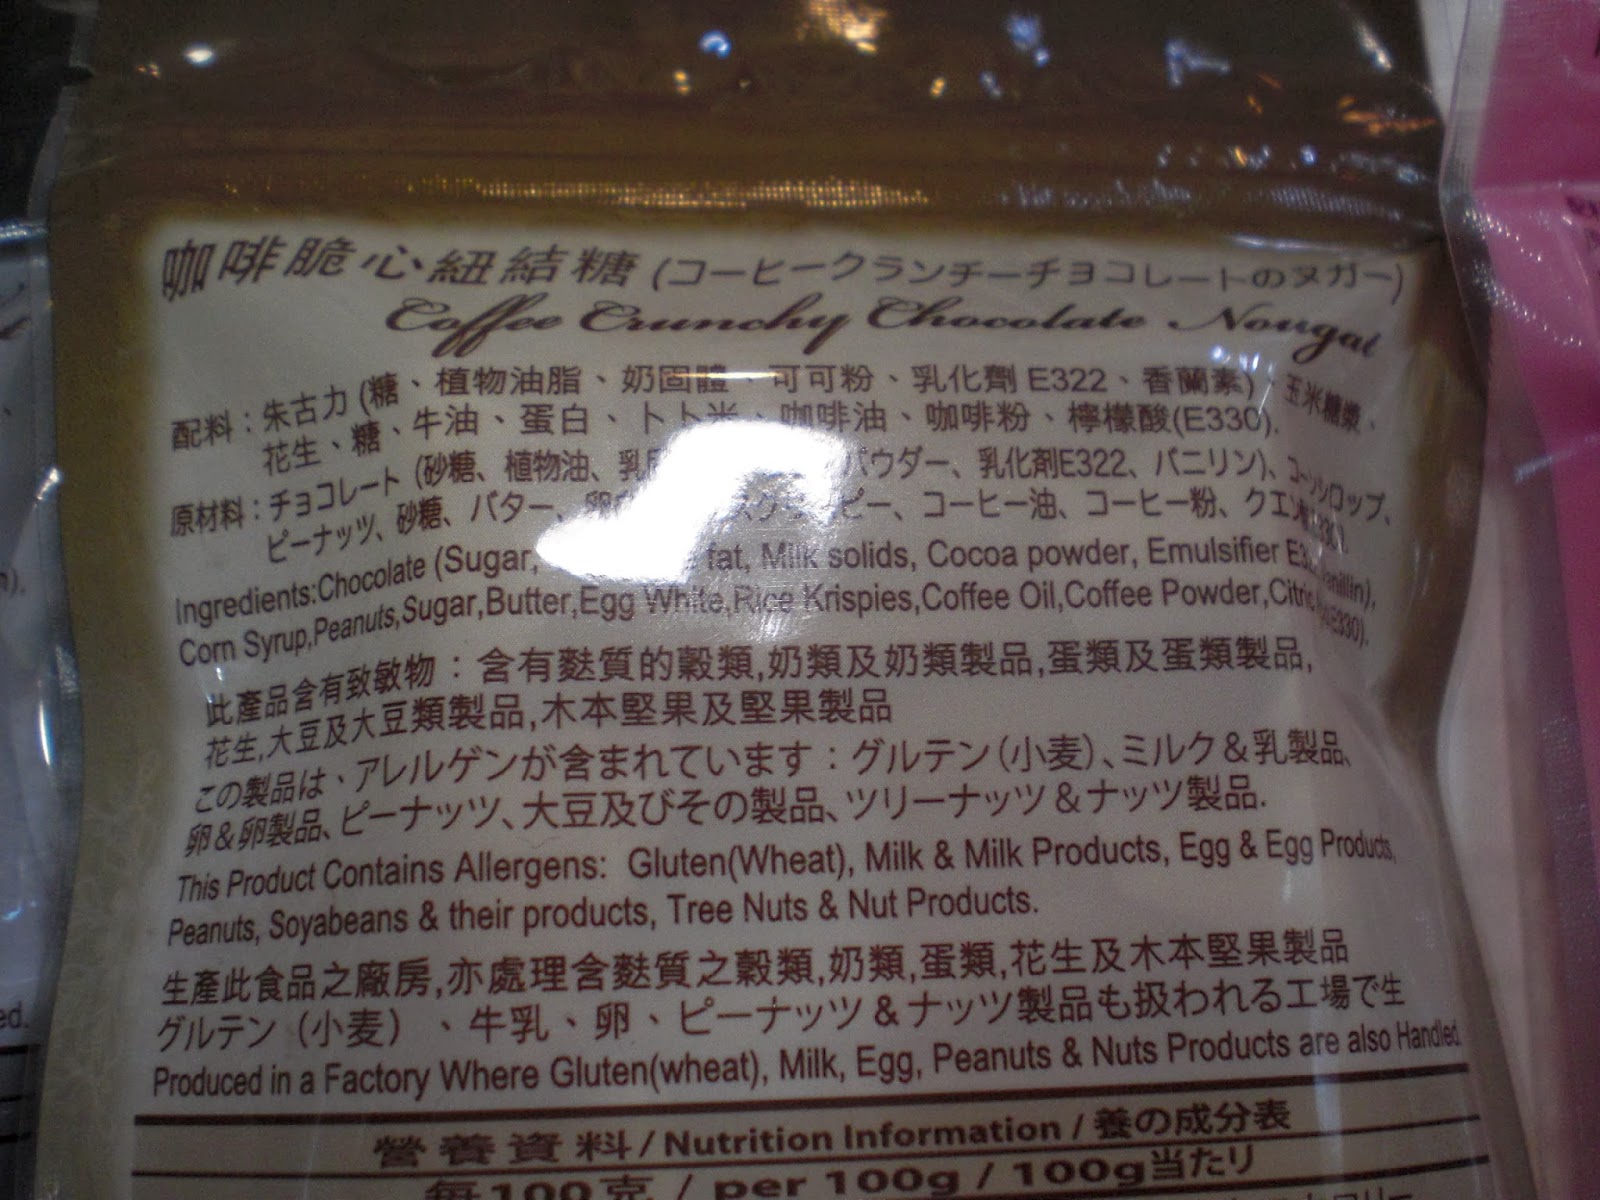 咖啡脆心紐結糖 (コーヒークランチーチョコレートのヌガー)
Coffee Crunchy Chocolate Nougat
配料：朱古力 (糖、植物油脂、奶固體、可可粉、乳化劑 E322、香蘭素)、玉米糖漿、
花生、糖、牛油、蛋白、卜卜米、咖啡油、咖啡粉、檸檬酸(E330).
原材料：チョコレート (砂糖、植物油、乳 パウダー、乳化剤E322、バニリン)、コーンシロップ、
ピーナッツ、砂糖、バター、 ピー、コーヒー油、コーヒー粉、クエン
Ingredients:Chocolate (Sugar, fat, Milk solids, Cocoa powder, Emulsifier
Corn Syrup,Peanuts,Sugar,Butter,Egg White,Rice Krispies,Coffee Oil,Coffee Powder,Citric
此產品含有致敏物：含有麩質的穀類,奶類及奶類製品,蛋類及蛋類製品,
花生,大豆及大豆類製品,木本堅果及堅果製品
この製品は、アレルゲンが含まれています：グルテン（小麦）、ミルク＆乳製品、
卵＆卵製品、ピーナッツ、大豆及びその製品、ツリーナッツ＆ナッツ製品.
This Product Contains Allergens: Gluten(Wheat), Milk & Milk Products, Egg & Egg Products,
Peanuts, Soyabeans & their products, Tree Nuts & Nut Products.
生產此食品之廠房,亦處理含麩質之穀類,奶類,蛋類,花生及木本堅果製品
グルテン（小麦）、牛乳、卵、ピーナッツ＆ナッツ製品も扱われる工場で生
Produced in a Factory Where Gluten(wheat), Milk, Egg, Peanuts & Nuts Products are also Handled
營養資料 / Nutrition Information / 養の成分表
每100克 / per 100g / 100g当たり
ed.